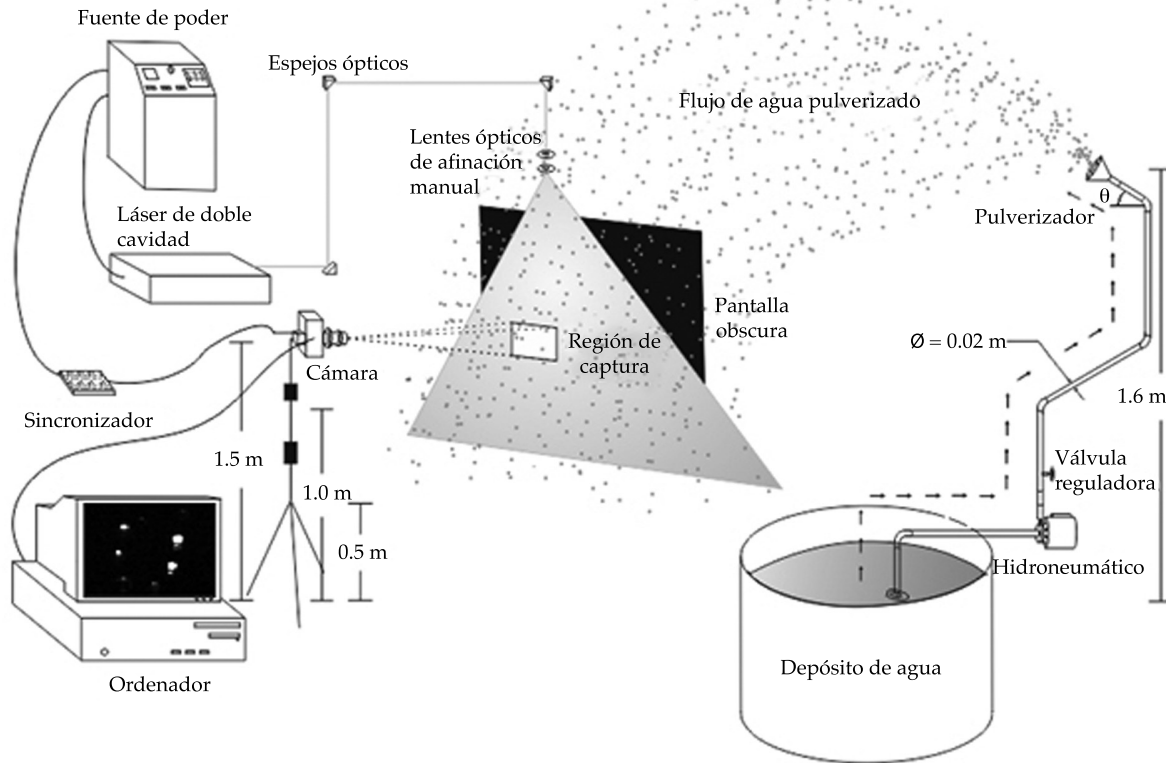 Fuente de poder
Espejos ópticos
Flujo de agua pulverizado
Lentes ópticos
de afinación
manual
Láser de doble
cavidad
θ
Pulverizador
Pantalla
obscura
Región de
captura
Ø = 0.02 m
Cámara
Sincronizador
1.6 m
1.5 m
1.0 m
0.5 m
Válvula
reguladora
Hidroneumático
Depósito de agua
Ordenador